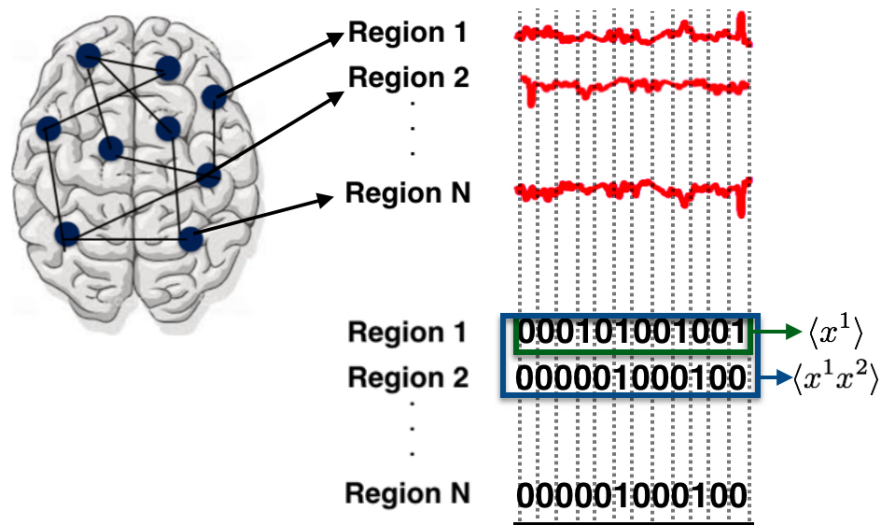 Region 1
Region 2
.
.
.
Region N
Region 1 000101001001 ⟨x¹⟩
Region 2 000001000100 ⟨x¹x²⟩
.
.
.
Region N 000001000100